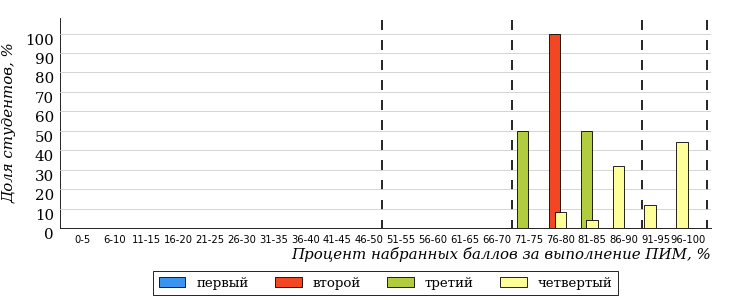 Доля студентов, %
100
90
80
70
60
50
40
30
20
10
0
0-5 6-10 11-15 16-20 21-25 26-30 31-35 36-40 41-45 46-50 51-55 56-60 61-65 66-70 71-75 76-80 81-85 86-90 91-95 96-100
Процент набранных баллов за выполнение ПИМ, %
первый второй третий четвертый